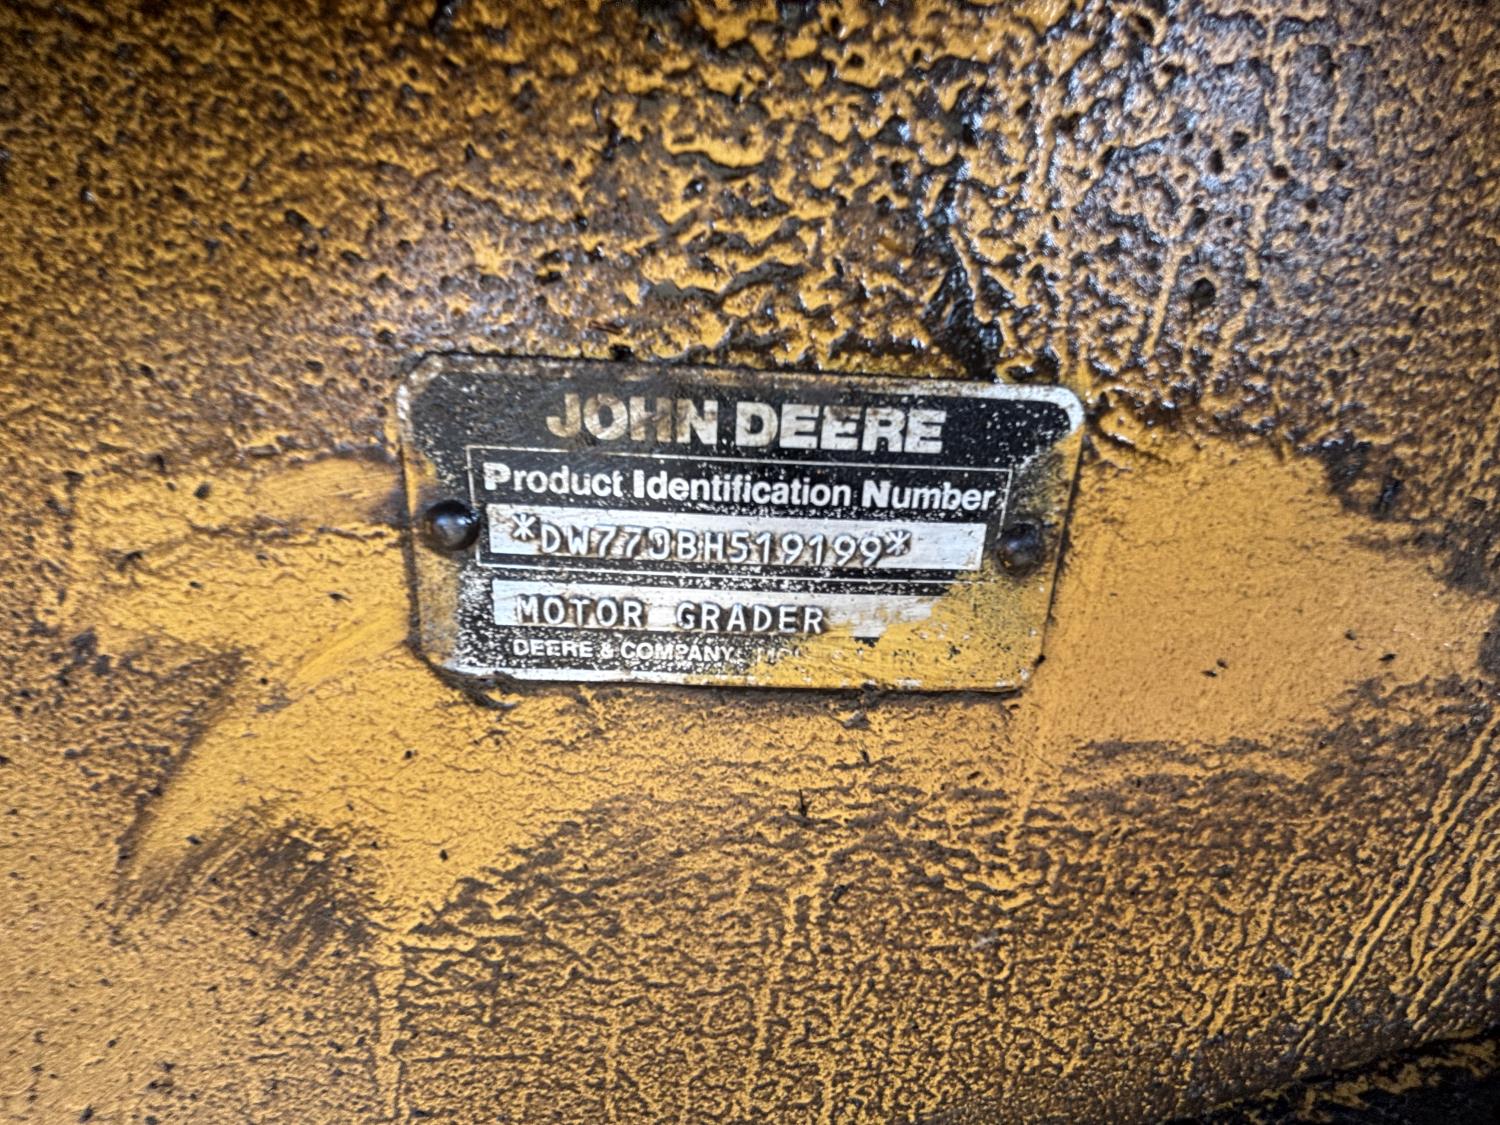 JOHN DEERE
Product Identification Number
*DW770BH519199*
MOTOR GRADER
DEERE & COMPANY